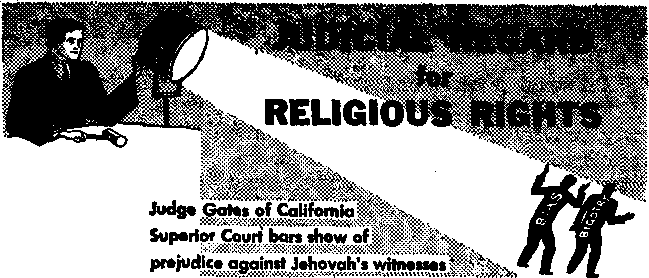 JUDICIAL REGARD
for
RELIGIOUS RIGHTS
BIAS
BIGOTRY
Judge Gates of California
Superior Court bars show of
prejudice against Jehovah's witnesses